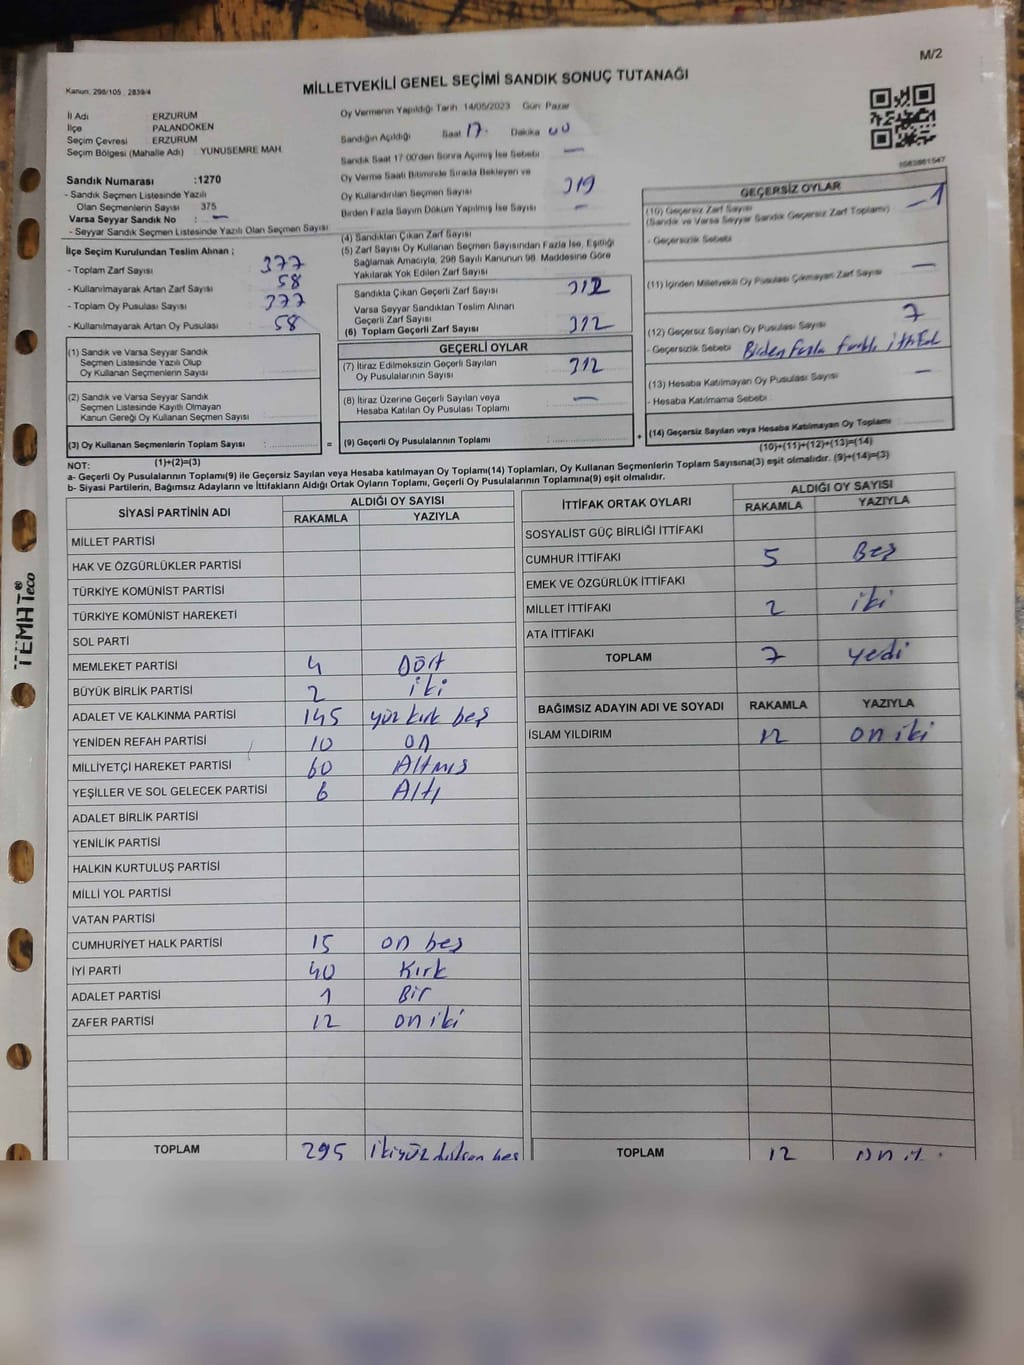 M/2
MİLLETVEKİLİ GENEL SEÇİMİ SANDIK SONUÇ TUTANAĞI
Kanun: 298/105 , 2839/4
İl Adı ERZURUM
İlçe PALANDÖKEN
Seçim Çevresi ERZURUM
Seçim Bölgesi (Mahalle Adı) YUNUSEMRE MAH.
Sandık Numarası :1270
- Sandık Seçmen Listesinde Yazılı
Olan Seçmenlerin Sayısı 375
Varsa Seyyar Sandık No : —
- Seyyar Sandık Seçmen Listesinde Yazılı Olan Seçmen Sayısı
İlçe Seçim Kurulundan Teslim Alınan ;
- Toplam Zarf Sayısı 377
- Kullanılmayarak Artan Zarf Sayısı 58
- Toplam Oy Pusulası Sayısı 377
- Kullanılmayarak Artan Oy Pusulası 58
(1) Sandık ve Varsa Seyyar Sandık
Seçmen Listesinde Yazılı Olup
Oy Kullanan Seçmenlerin Sayısı :
(2) Sandık ve Varsa Seyyar Sandık
Seçmen Listesinde Kayıtlı Olmayan
Kanun Gereği Oy Kullanan Seçmen Sayısı :
(3) Oy Kullanan Seçmenlerin Toplam Sayısı :
(1)+(2)=(3)
Oy Vermenin Yapıldığı Tarih 14/05/2023 Gün: Pazar
Sandığın Açıldığı Saat 17. Dakika 00
Sandık Saat 17:00'den Sonra Açılmış İse Sebebi : —
Oy Verme Saati Bitiminde Sırada Bekleyen ve
Oy Kullandırılan Seçmen Sayısı 319
Birden Fazla Sayım Döküm Yapılmış İse Sayısı —
(4) Sandıktan Çıkan Zarf Sayısı
(5) Zarf Sayısı Oy Kullanan Seçmen Sayısından Fazla İse, Eşitliği
Sağlamak Amacıyla, 298 Sayılı Kanunun 98. Maddesine Göre
Yakılarak Yok Edilen Zarf Sayısı
Sandıkta Çıkan Geçerli Zarf Sayısı 312
Varsa Seyyar Sandıktan Teslim Alınan
Geçerli Zarf Sayısı
(6) Toplam Geçerli Zarf Sayısı 312
GEÇERLİ OYLAR
(7) İtiraz Edilmeksizin Geçerli Sayılan
Oy Pusulalarının Sayısı 312
(8) İtiraz Üzerine Geçerli Sayılan veya
Hesaba Katılan Oy Pusulası Toplamı —
= (9) Geçerli Oy Pusulalarının Toplamı :
1083861547
GEÇERSİZ OYLAR
(10) Geçersiz Zarf Sayısı
(Sandık ve Varsa Seyyar Sandık Geçersiz Zarf Toplamı) -1
- Geçersizlik Sebebi
(11) İçinden Milletvekili Oy Pusulası Çıkmayan Zarf Sayısı —
(12) Geçersiz Sayılan Oy Pusulası Sayısı 7
- Geçersizlik Sebebi Birden fazla farklı ittifak
(13) Hesaba Katılmayan Oy Pusulası Sayısı —
- Hesaba Katılmama Sebebi :
+ (14) Geçersiz Sayılan veya Hesaba Katılmayan Oy Toplamı :
(10)+(11)+(12)+(13)=(14)
NOT:
a- Geçerli Oy Pusulalarının Toplamı(9) ile Geçersiz Sayılan veya Hesaba katılmayan Oy Toplamı(14) Toplamları, Oy Kullanan Seçmenlerin Toplam Sayısına(3) eşit olmalıdır. (9)+(14)=(3)
b- Siyasi Partilerin, Bağımsız Adayların ve İttifakların Aldığı Ortak Oyların Toplamı, Geçerli Oy Pusulalarının Toplamına(9) eşit olmalıdır.
SİYASİ PARTİNİN ADI ALDIĞI OY SAYISI
RAKAMLA YAZIYLA
MİLLET PARTİSİ
HAK VE ÖZGÜRLÜKLER PARTİSİ
TÜRKİYE KOMÜNİST PARTİSİ
TÜRKİYE KOMÜNİST HAREKETİ
SOL PARTİ
MEMLEKET PARTİSİ 4 Dört
BÜYÜK BİRLİK PARTİSİ 2 iki
ADALET VE KALKINMA PARTİSİ 145 yüz kırk beş
YENİDEN REFAH PARTİSİ 10 on
MİLLİYETÇİ HAREKET PARTİSİ 60 Altmış
YEŞİLLER VE SOL GELECEK PARTİSİ 6 Altı
ADALET BİRLİK PARTİSİ
YENİLİK PARTİSİ
HALKIN KURTULUŞ PARTİSİ
MİLLİ YOL PARTİSİ
VATAN PARTİSİ
CUMHURİYET HALK PARTİSİ 15 on beş
İYİ PARTİ 40 Kırk
ADALET PARTİSİ 1 Bir
ZAFER PARTİSİ 12 on iki
TOPLAM 295 ikiyüz doksan beş
İTTİFAK ORTAK OYLARI ALDIĞI OY SAYISI
RAKAMLA YAZIYLA
SOSYALİST GÜÇ BİRLİĞİ İTTİFAKI
CUMHUR İTTİFAKI 5 Beş
EMEK VE ÖZGÜRLÜK İTTİFAKI
MİLLET İTTİFAKI 2 iki
ATA İTTİFAKI
TOPLAM 7 yedi
BAĞIMSIZ ADAYIN ADI VE SOYADI RAKAMLA YAZIYLA
İSLAM YILDIRIM 12 on iki
TOPLAM 12 on iki
TEMAT® eco